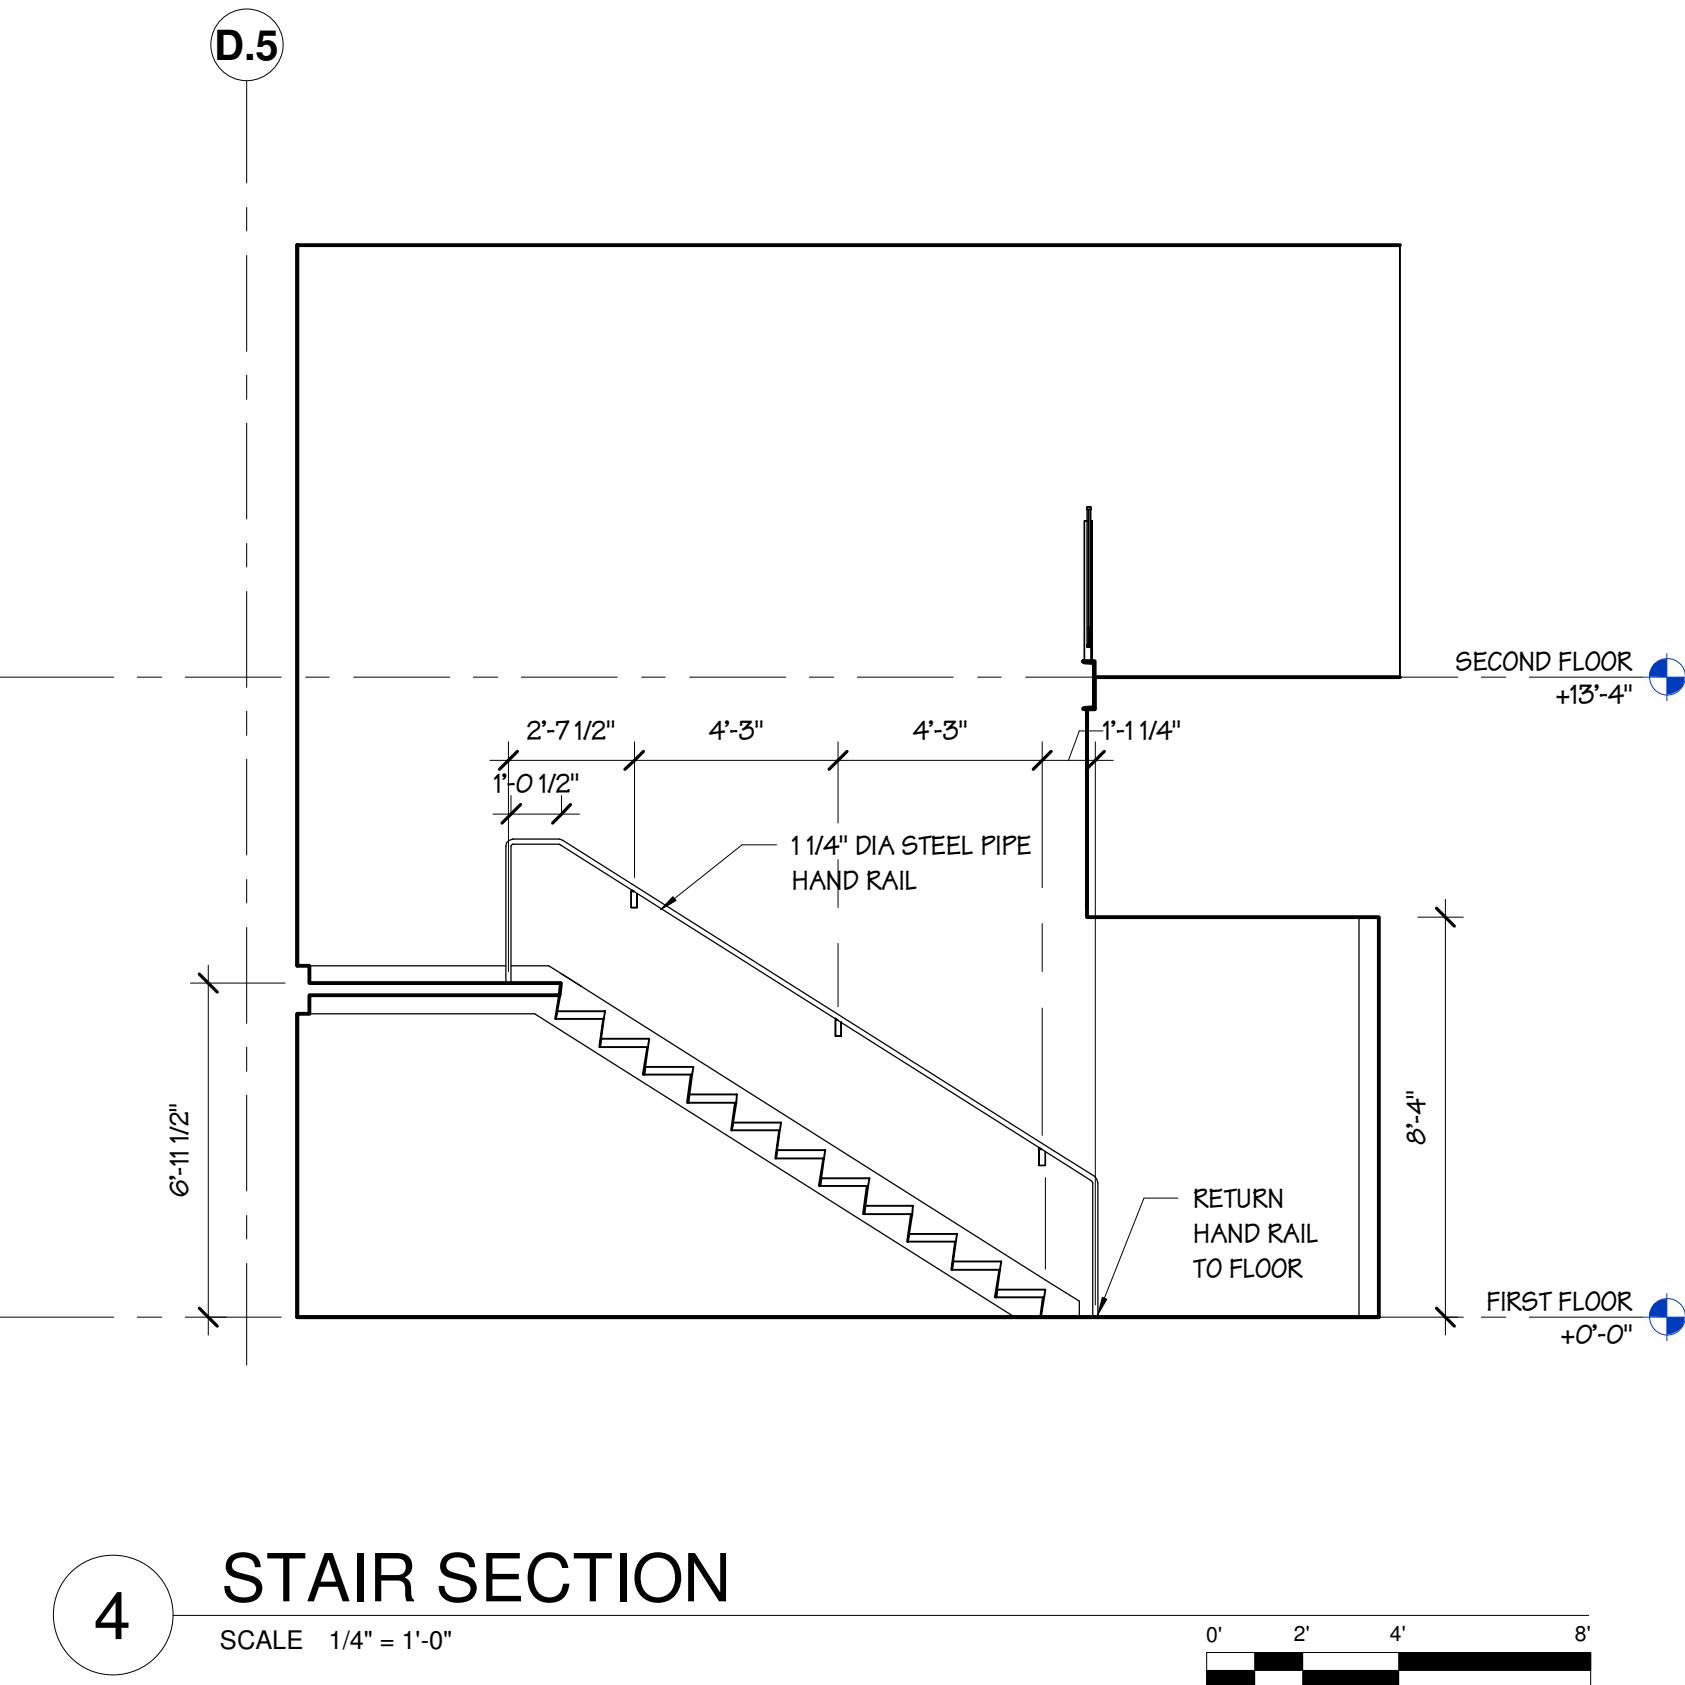 D.5
SECOND FLOOR
+13'-4"
2'-7 1/2"
4'-3"
4'-3"
1'-1 1/4"
1'-0 1/2"
1 1/4" DIA STEEL PIPE
HAND RAIL
6'-11 1/2"
8'-4"
RETURN
HAND RAIL
TO FLOOR
FIRST FLOOR
+0'-0"
4
STAIR SECTION
SCALE 1/4" = 1'-0"
0' 2' 4' 8'